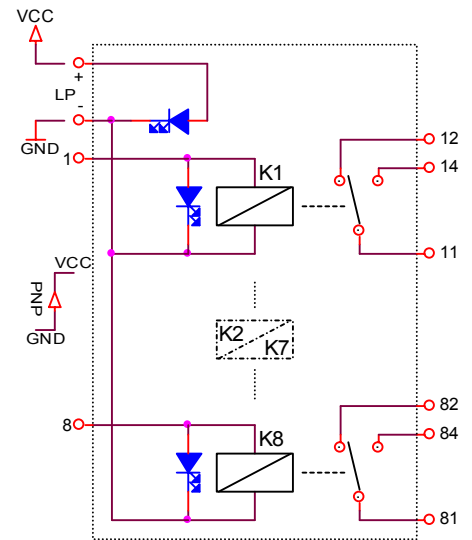 VCC
+
LP
-
GND
1
12
14
K1
11
VCC
PNP
GND
K2
K7
8
82
84
K8
81